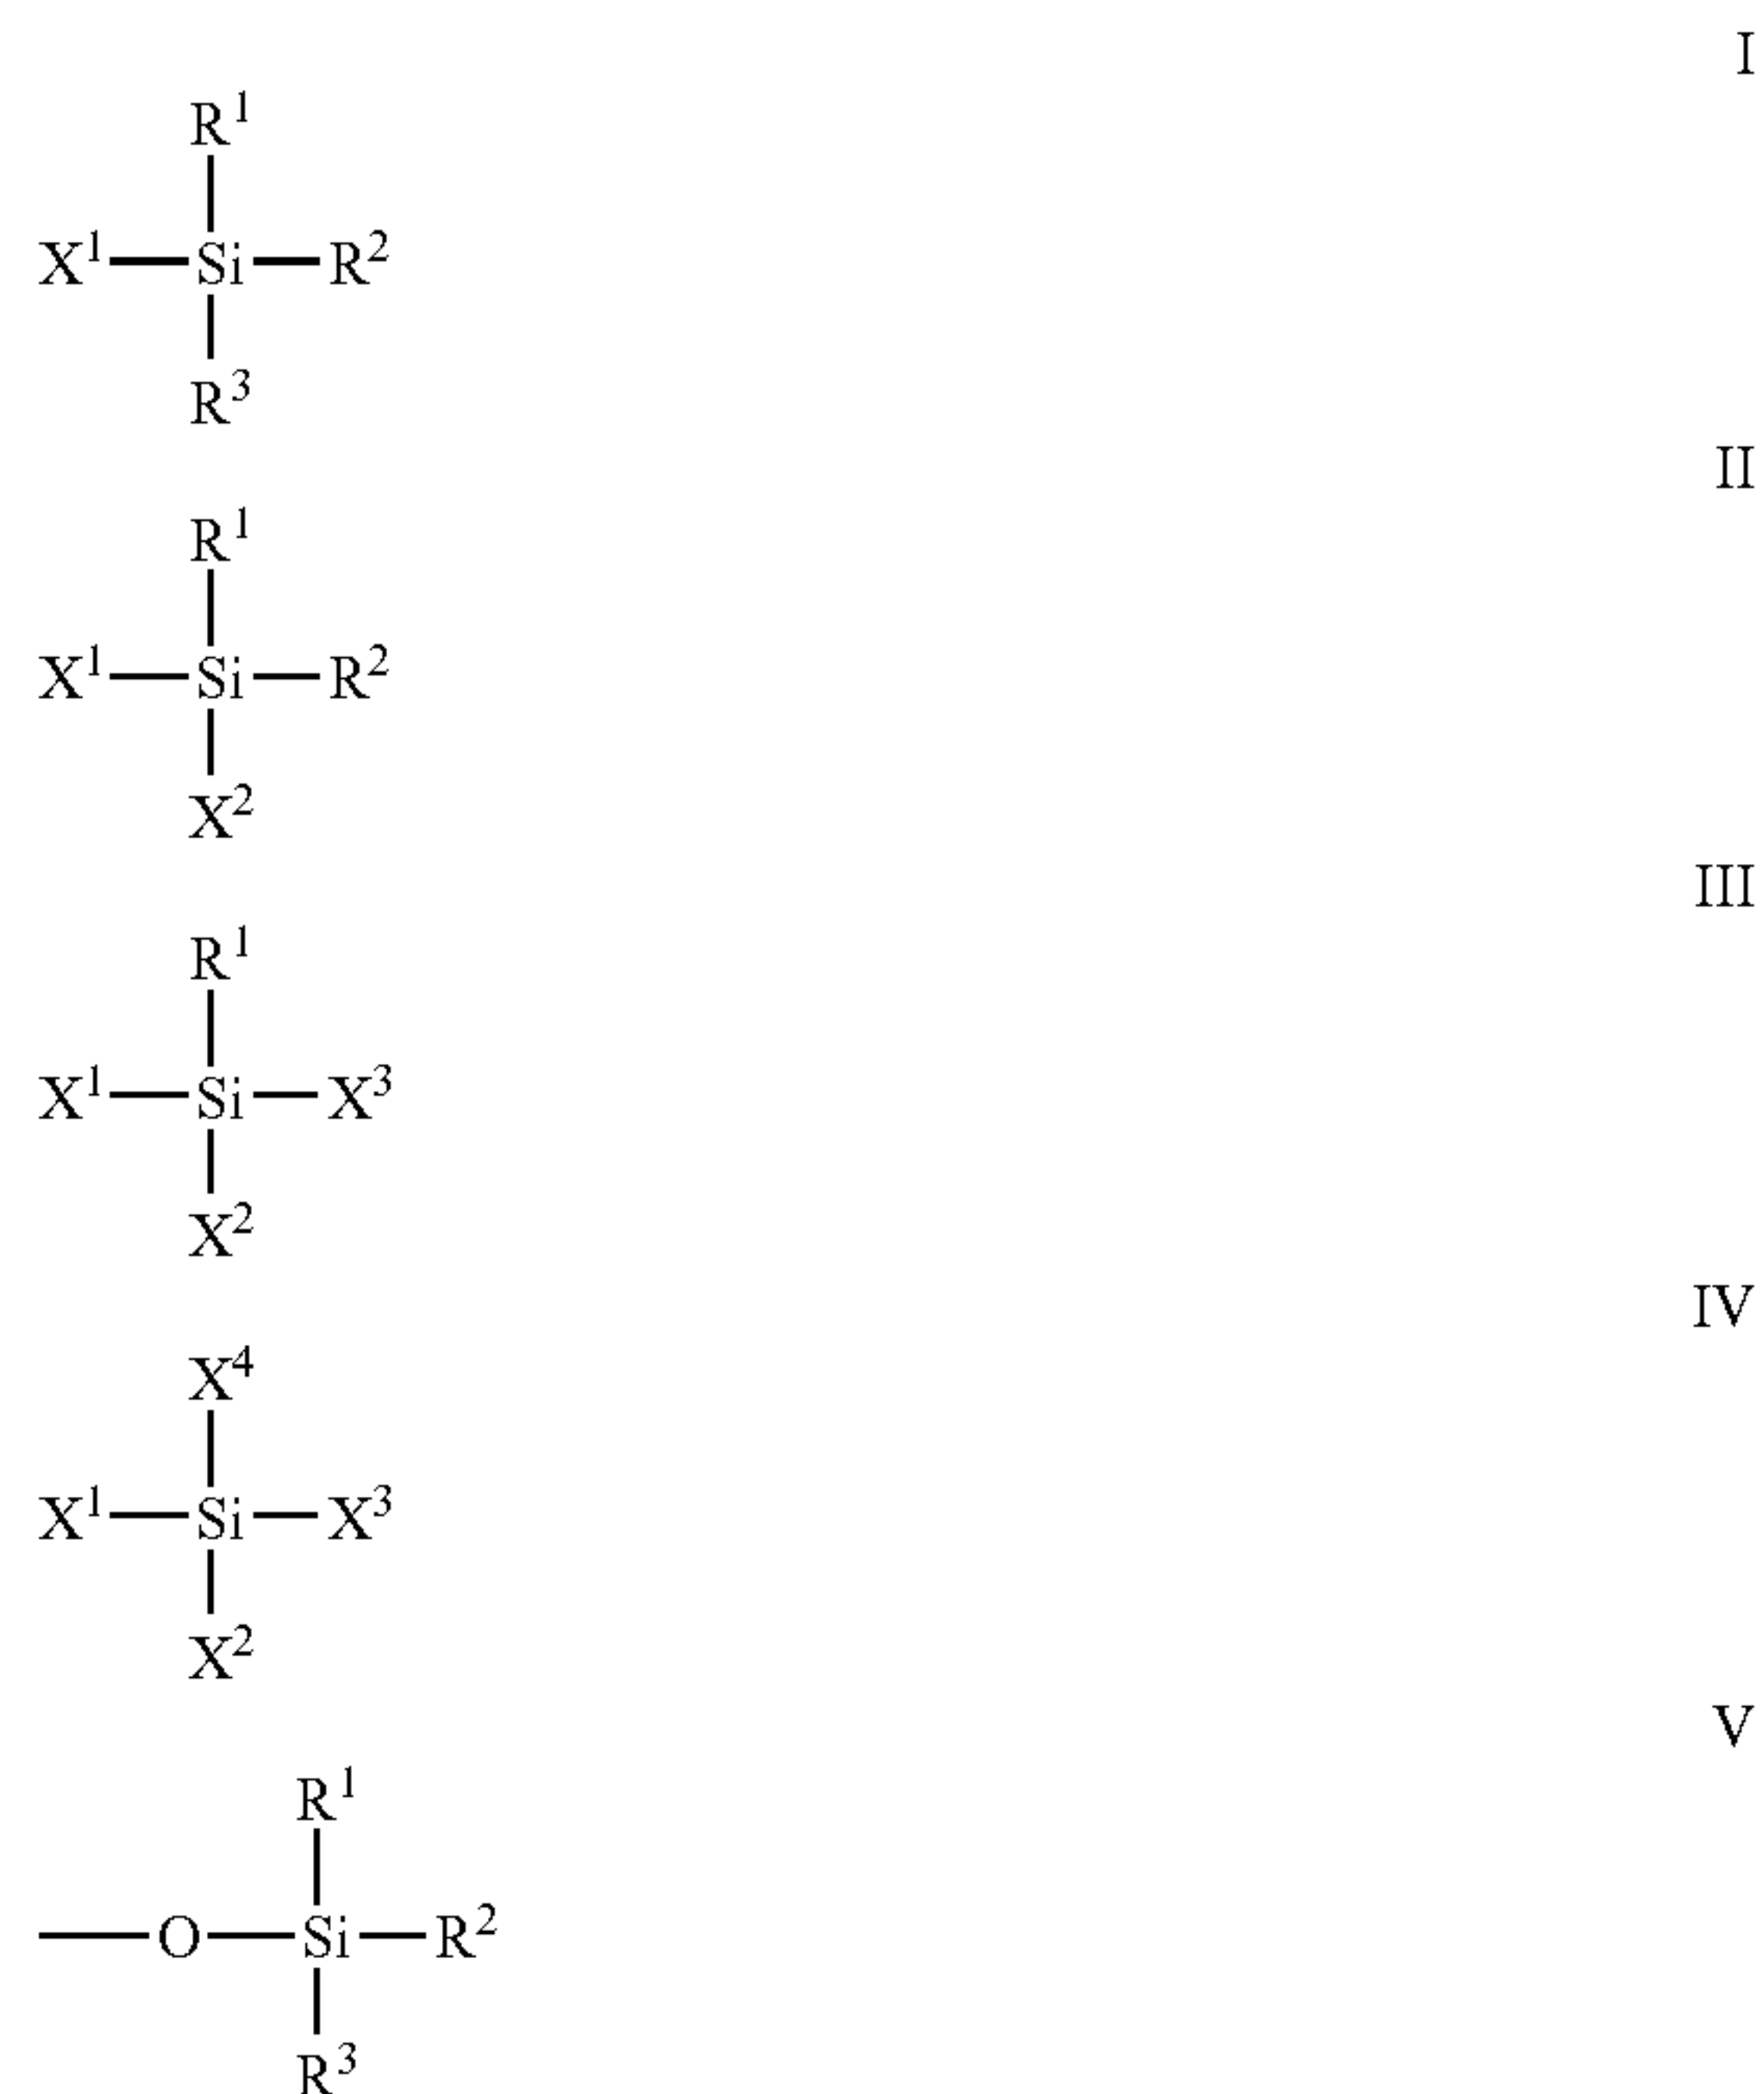 I
R¹
X¹—Si—R²
R³
II
R¹
X¹—Si—R²
X²
III
R¹
X¹—Si—X³
X²
IV
X⁴
X¹—Si—X³
X²
V
R¹
—O—Si—R²
R³